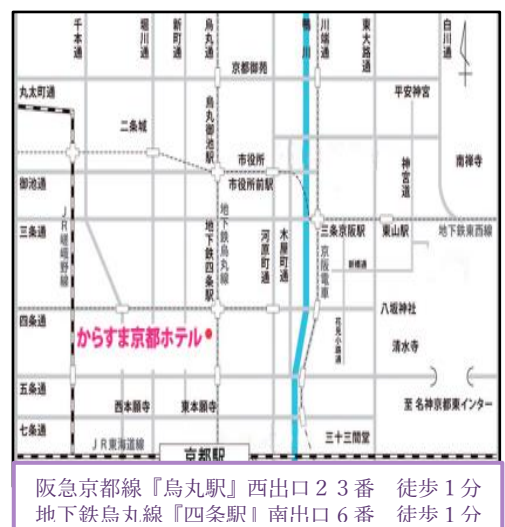 千本通
堀川通
新町通
烏丸通
鴨川
川端通
東大路通
白川通
京都御苑
丸太町通
平安神宮
烏丸御池駅
二条城
市役所
神宮道
南禅寺
御池通
市役所前駅
JR嵯峨野線
地下鉄四条駅
地下鉄烏丸線
河原町通
木屋町通
三条通
三条京阪駅
東山駅
地下鉄東西線
京阪電車
新橋通
八坂神社
四条通
からすま京都ホテル
花見小路通
清水寺
五条通
西本願寺
東本願寺
至 名神京都東インター
七条通
JR東海道線
三十三間堂
京都駅
阪急京都線『烏丸駅』西出口23番 徒歩1分
地下鉄烏丸線『四条駅』南出口6番 徒歩1分